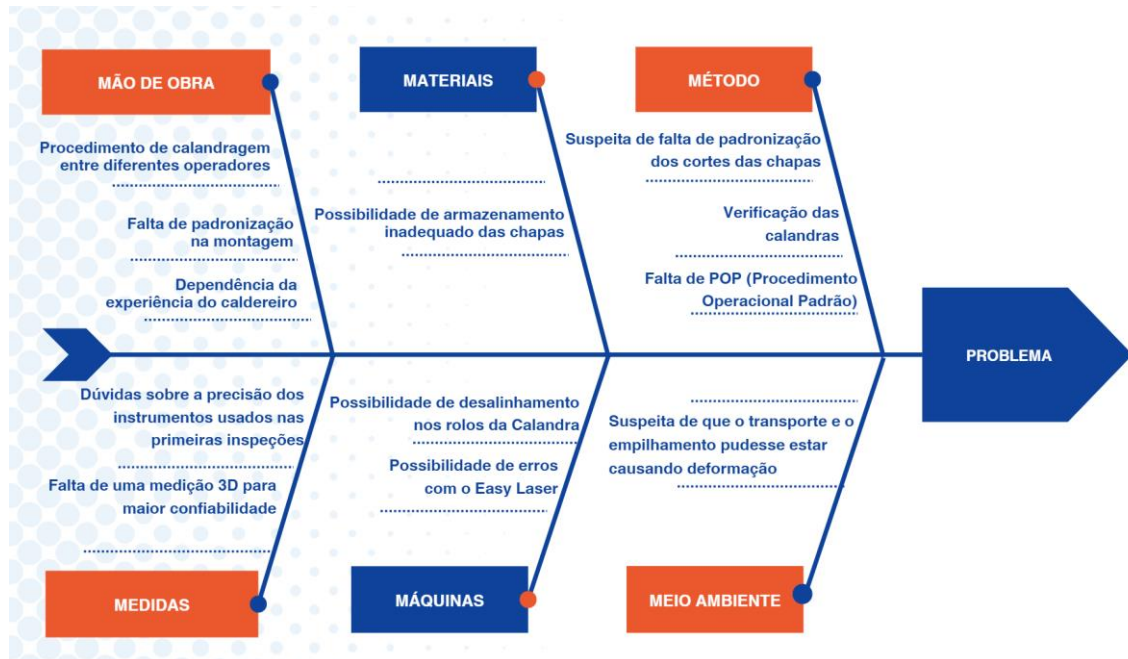 MÃO DE OBRA
MATERIAIS
MÉTODO
Procedimento de calandragem
entre diferentes operadores
Falta de padronização
na montagem
Dependência da
experiência do caldereiro
Possibilidade de armazenamento
inadequado das chapas
Suspeita de falta de padronização
dos cortes das chapas
Verificação das
calandras
Falta de POP (Procedimento
Operacional Padrão)
PROBLEMA
Dúvidas sobre a precisão dos
instrumentos usados nas
primeiras inspeções
Falta de uma medição 3D para
maior confiabilidade
Possibilidade de desalinhamento
nos rolos da Calandra
Possibilidade de erros
com o Easy Laser
Suspeita de que o transporte e o
empilhamento pudesse estar
causando deformação
MEDIDAS
MÁQUINAS
MEIO AMBIENTE